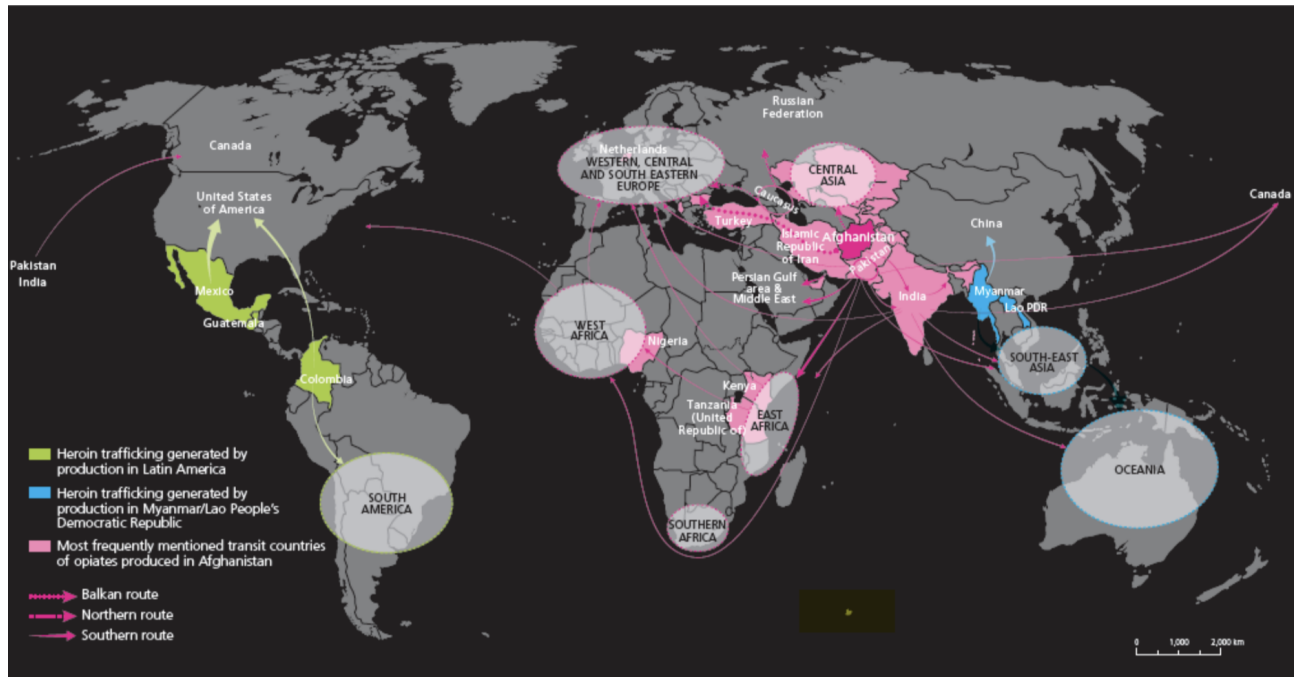 Russian
Federation
Canada
Netherlands
WESTERN, CENTRAL
AND SOUTH EASTERN
EUROPE
CENTRAL
ASIA
United States
of America
Caucasus
Canada
Turkey
Islamic
Republic
of Iran
Afghanistan
China
Pakistan
India
Pakistan
Mexico
Guatemala
Persian Gulf
area & 
Middle East
India
Myanmar
Lao PDR
WEST
AFRICA
Nigeria
SOUTH-EAST
ASIA
Colombia
Kenya
Tanzania
(United
Republic of)
EAST
AFRICA
OCEANIA
SOUTH
AMERICA
SOUTHERN
AFRICA
Heroin trafficking generated by
production in Latin America
Heroin trafficking generated by
production in Myanmar/Lao People's
Democratic Republic
Most frequently mentioned transit countries
of opiates produced in Afghanistan
Balkan route
Northern route
Southern route
0 1,000 2,000 km